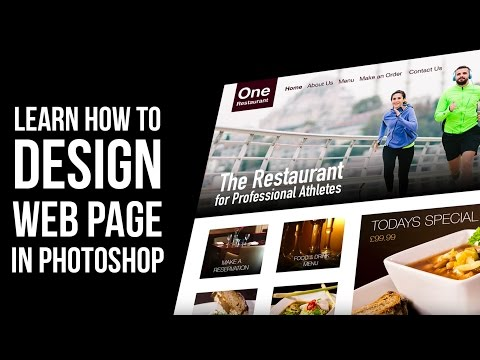 LEARN HOW TO
DESIGN
WEB PAGE
IN PHOTOSHOP
One
Restaurant
Home About Us Menu Make an Order Contact Us
The Restaurant
for Professional Athletes
MAKE A
RESERVATION
FOOD & DRINK
MENU
TODAYS SPECIAL
£99.99